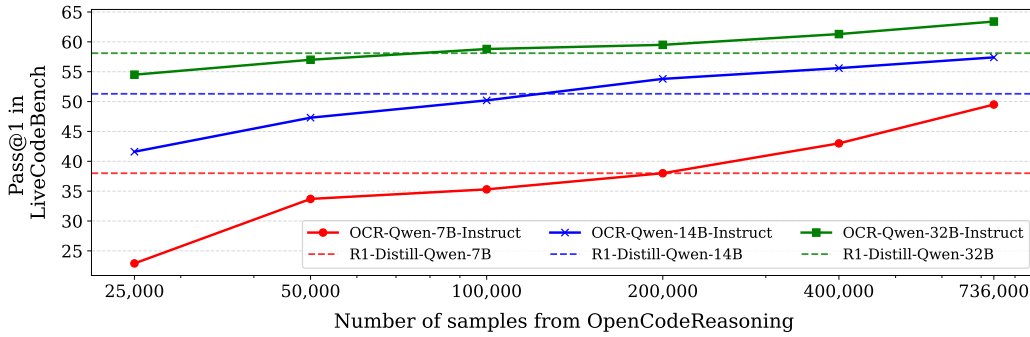 65
60
55
50
45
40
35
30
25
Pass@1 in
LiveCodeBench
OCR-Qwen-7B-Instruct
R1-Distill-Qwen-7B
OCR-Qwen-14B-Instruct
R1-Distill-Qwen-14B
OCR-Qwen-32B-Instruct
R1-Distill-Qwen-32B
25,000 50,000 100,000 200,000 400,000 736,000
Number of samples from OpenCodeReasoning